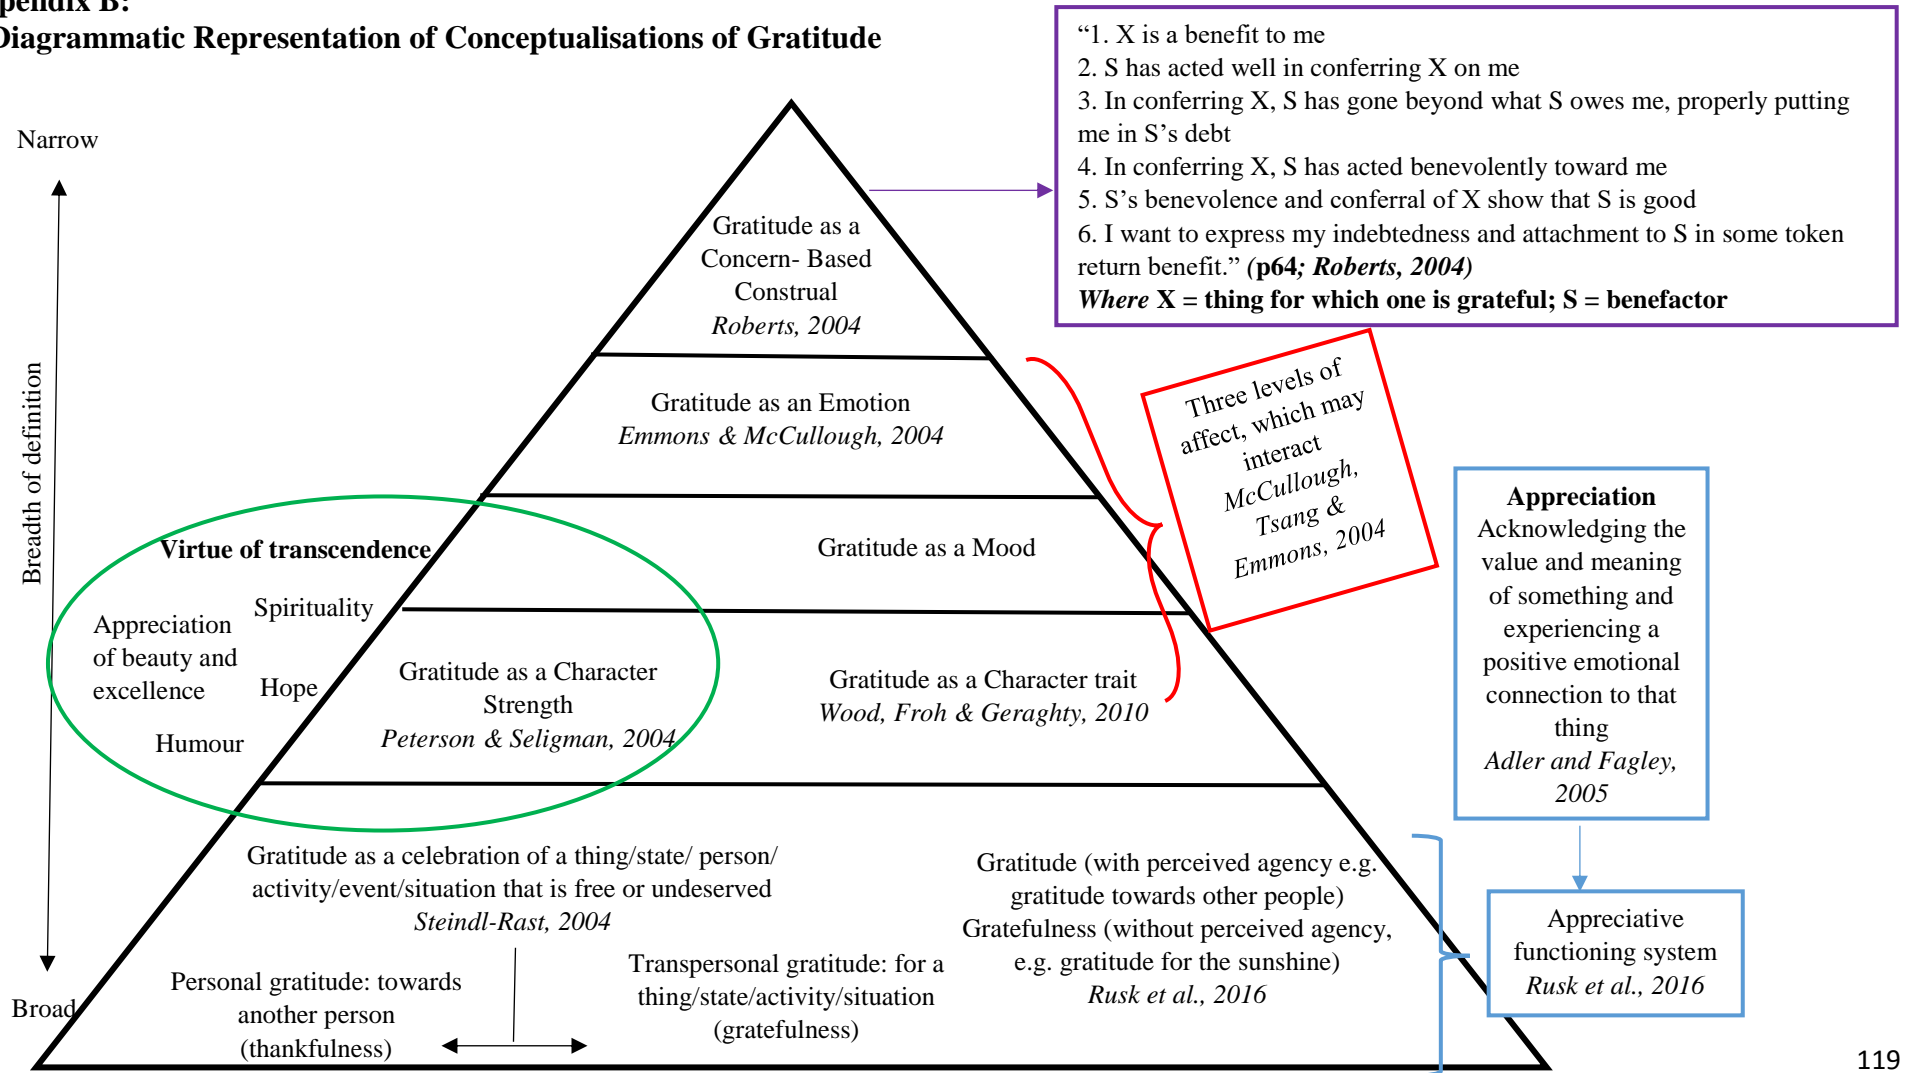 B:
Diagrammatic Representation of Conceptualisations of Gratitude
“1. X is a benefit to me
2. S has acted well in conferring X on me
3. In conferring X, S has gone beyond what S owes me, properly putting
me in S’s debt
4. In conferring X, S has acted benevolently toward me
5. S’s benevolence and conferral of X show that S is good
6. I want to express my indebtedness and attachment to S in some token
return benefit.” (p64; Roberts, 2004)
Where X = thing for which one is grateful; S = benefactor
Narrow
Breadth of definition
Broad
Gratitude as a
Concern- Based
Construal
Roberts, 2004
Gratitude as an Emotion
Emmons & McCullough, 2004
Three levels of
affect, which may
interact
McCullough,
Tsang &
Emmons, 2004
Gratitude as a Mood
Virtue of transcendence
Spirituality
Appreciation
of beauty and
excellence
Hope
Humour
Gratitude as a Character
Strength
Peterson & Seligman, 2004
Gratitude as a Character trait
Wood, Froh & Geraghty, 2010
Appreciation
Acknowledging the
value and meaning
of something and
experiencing a
positive emotional
connection to that
thing
Adler and Fagley,
2005
Gratitude as a celebration of a thing/state/ person/
activity/event/situation that is free or undeserved
Steindl-Rast, 2004
Personal gratitude: towards
another person
(thankfulness)
Transpersonal gratitude: for a
thing/state/activity/situation
(gratefulness)
Gratitude (with perceived agency e.g.
gratitude towards other people)
Gratefulness (without perceived agency,
e.g. gratitude for the sunshine)
Rusk et al., 2016
Appreciative
functioning system
Rusk et al., 2016
119